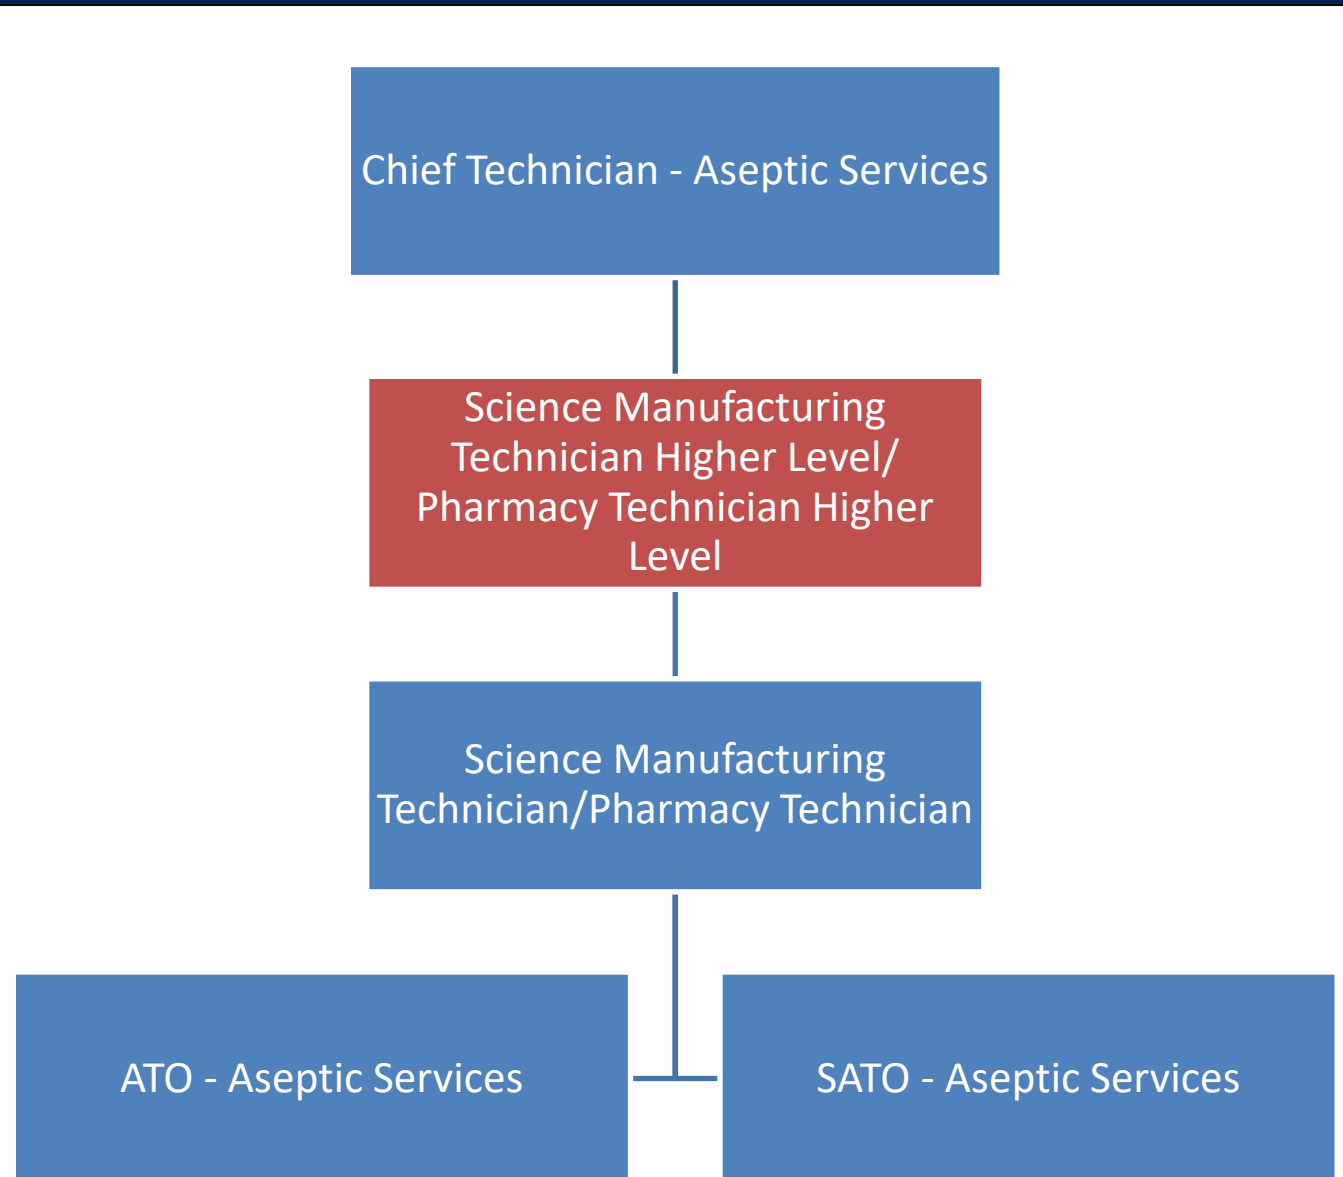 Chief Technician - Aseptic Services
Science Manufacturing
Technician Higher Level/
Pharmacy Technician Higher
Level
Science Manufacturing
Technician/Pharmacy Technician
ATO - Aseptic Services
SATO - Aseptic Services